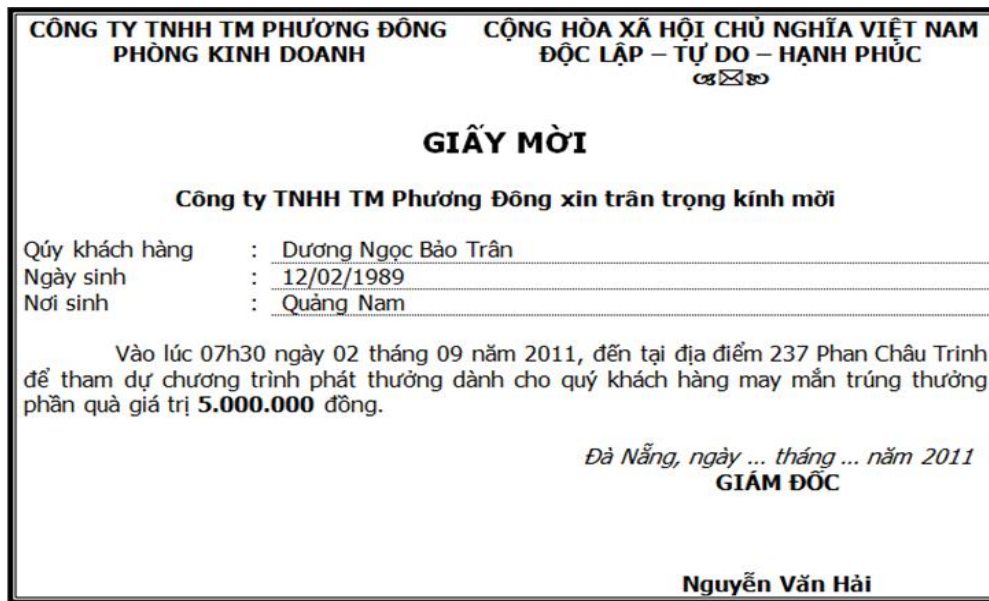 CÔNG TY TNHH TM PHƯƠNG ĐÔNG CỘNG HÒA XÃ HỘI CHỦ NGHĨA VIỆT NAM
PHÒNG KINH DOANH ĐỘC LẬP – TỰ DO – HẠNH PHÚC
GIẤY MỜI
Công ty TNHH TM Phương Đông xin trân trọng kính mời
Qúy khách hàng : Dương Ngọc Bảo Trân
Ngày sinh : 12/02/1989
Nơi sinh : Quảng Nam
Vào lúc 07h30 ngày 02 tháng 09 năm 2011, đến tại địa điểm 237 Phan Châu Trinh
để tham dự chương trình phát thưởng dành cho quý khách hàng may mắn trúng thưởng
phần quà giá trị 5.000.000 đồng.
Đà Nẵng, ngày ... tháng ... năm 2011
GIÁM ĐỐC
Nguyễn Văn Hải